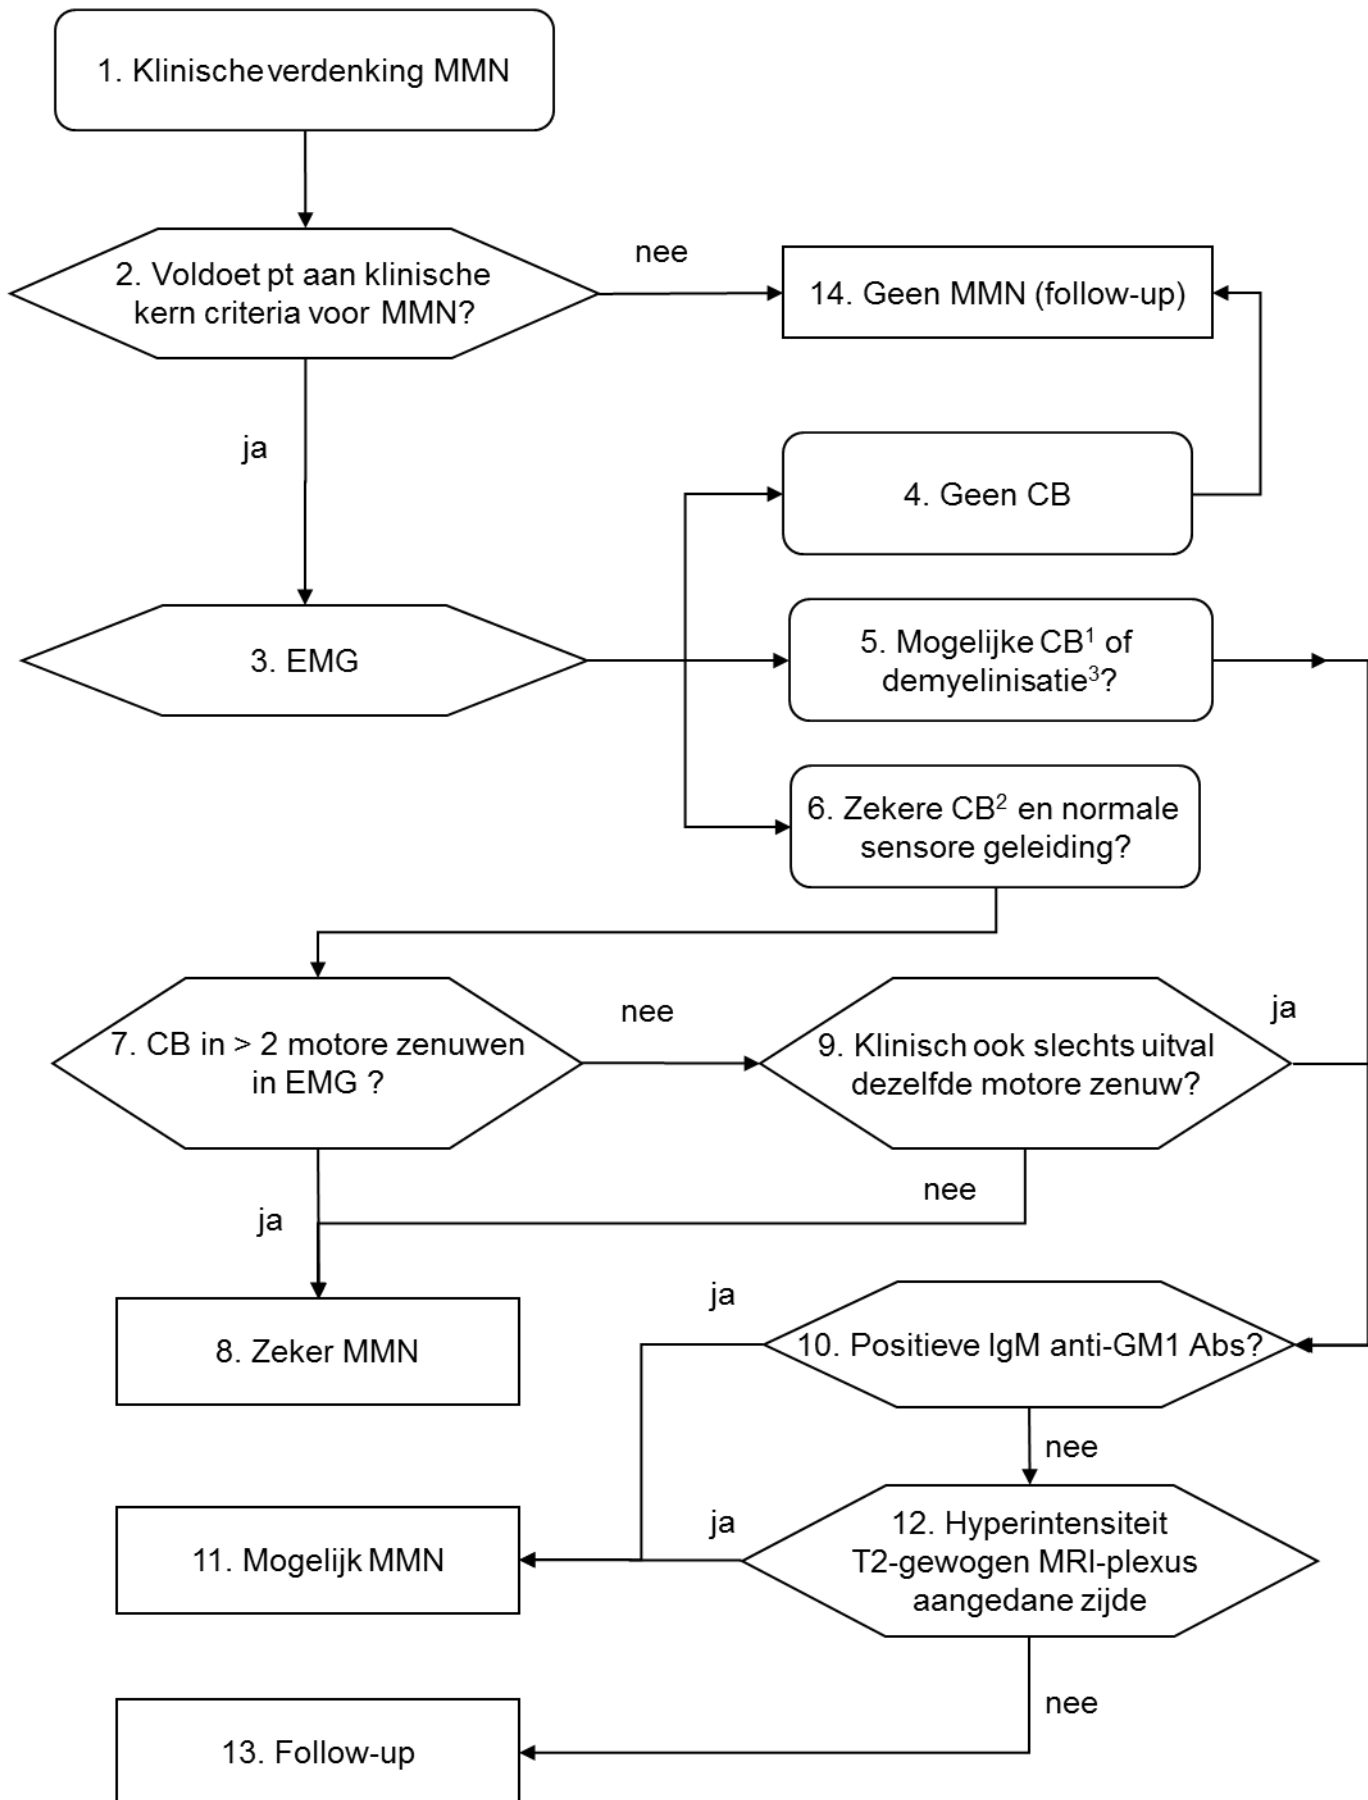 1. Klinische verdenking MMN
2. Voldoet pt aan klinische
kern criteria voor MMN?
nee
14. Geen MMN (follow-up)
ja
4. Geen CB
3. EMG
5. Mogelijke CB¹ of
demyelinisatie³?
6. Zekere CB² en normale
sensore geleiding?
7. CB in > 2 motore zenuwen
in EMG ?
nee
9. Klinisch ook slechts uitval
dezelfde motore zenuw?
ja
nee
ja
8. Zeker MMN
ja
10. Positieve IgM anti-GM1 Abs?
nee
11. Mogelijk MMN
ja
12. Hyperintensiteit
T2-gewogen MRI-plexus
aangedane zijde
nee
13. Follow-up